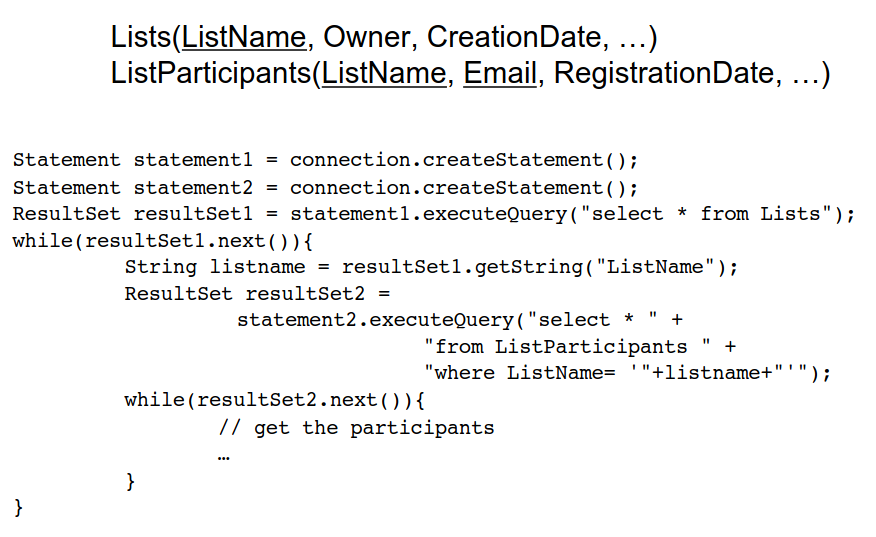 Lists(ListName, Owner, CreationDate, …)
ListParticipants(ListName, Email, RegistrationDate, …)
Statement statement1 = connection.createStatement();
Statement statement2 = connection.createStatement();
ResultSet resultSet1 = statement1.executeQuery("select * from Lists");
while(resultSet1.next()){
String listname = resultSet1.getString("ListName");
ResultSet resultSet2 =
statement2.executeQuery("select * " +
"from ListParticipants " +
"where ListName= '"+listname+"'");
while(resultSet2.next()){
// get the participants
…
}
}